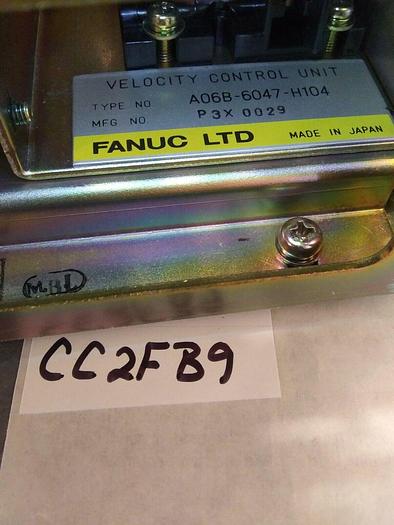 VELOCITY CONTROL UNIT
TYPE NO A06B-6047-H104
MFG NO P3X 0029
FANUC LTD MADE IN JAPAN
M.B.L
CC2FB9